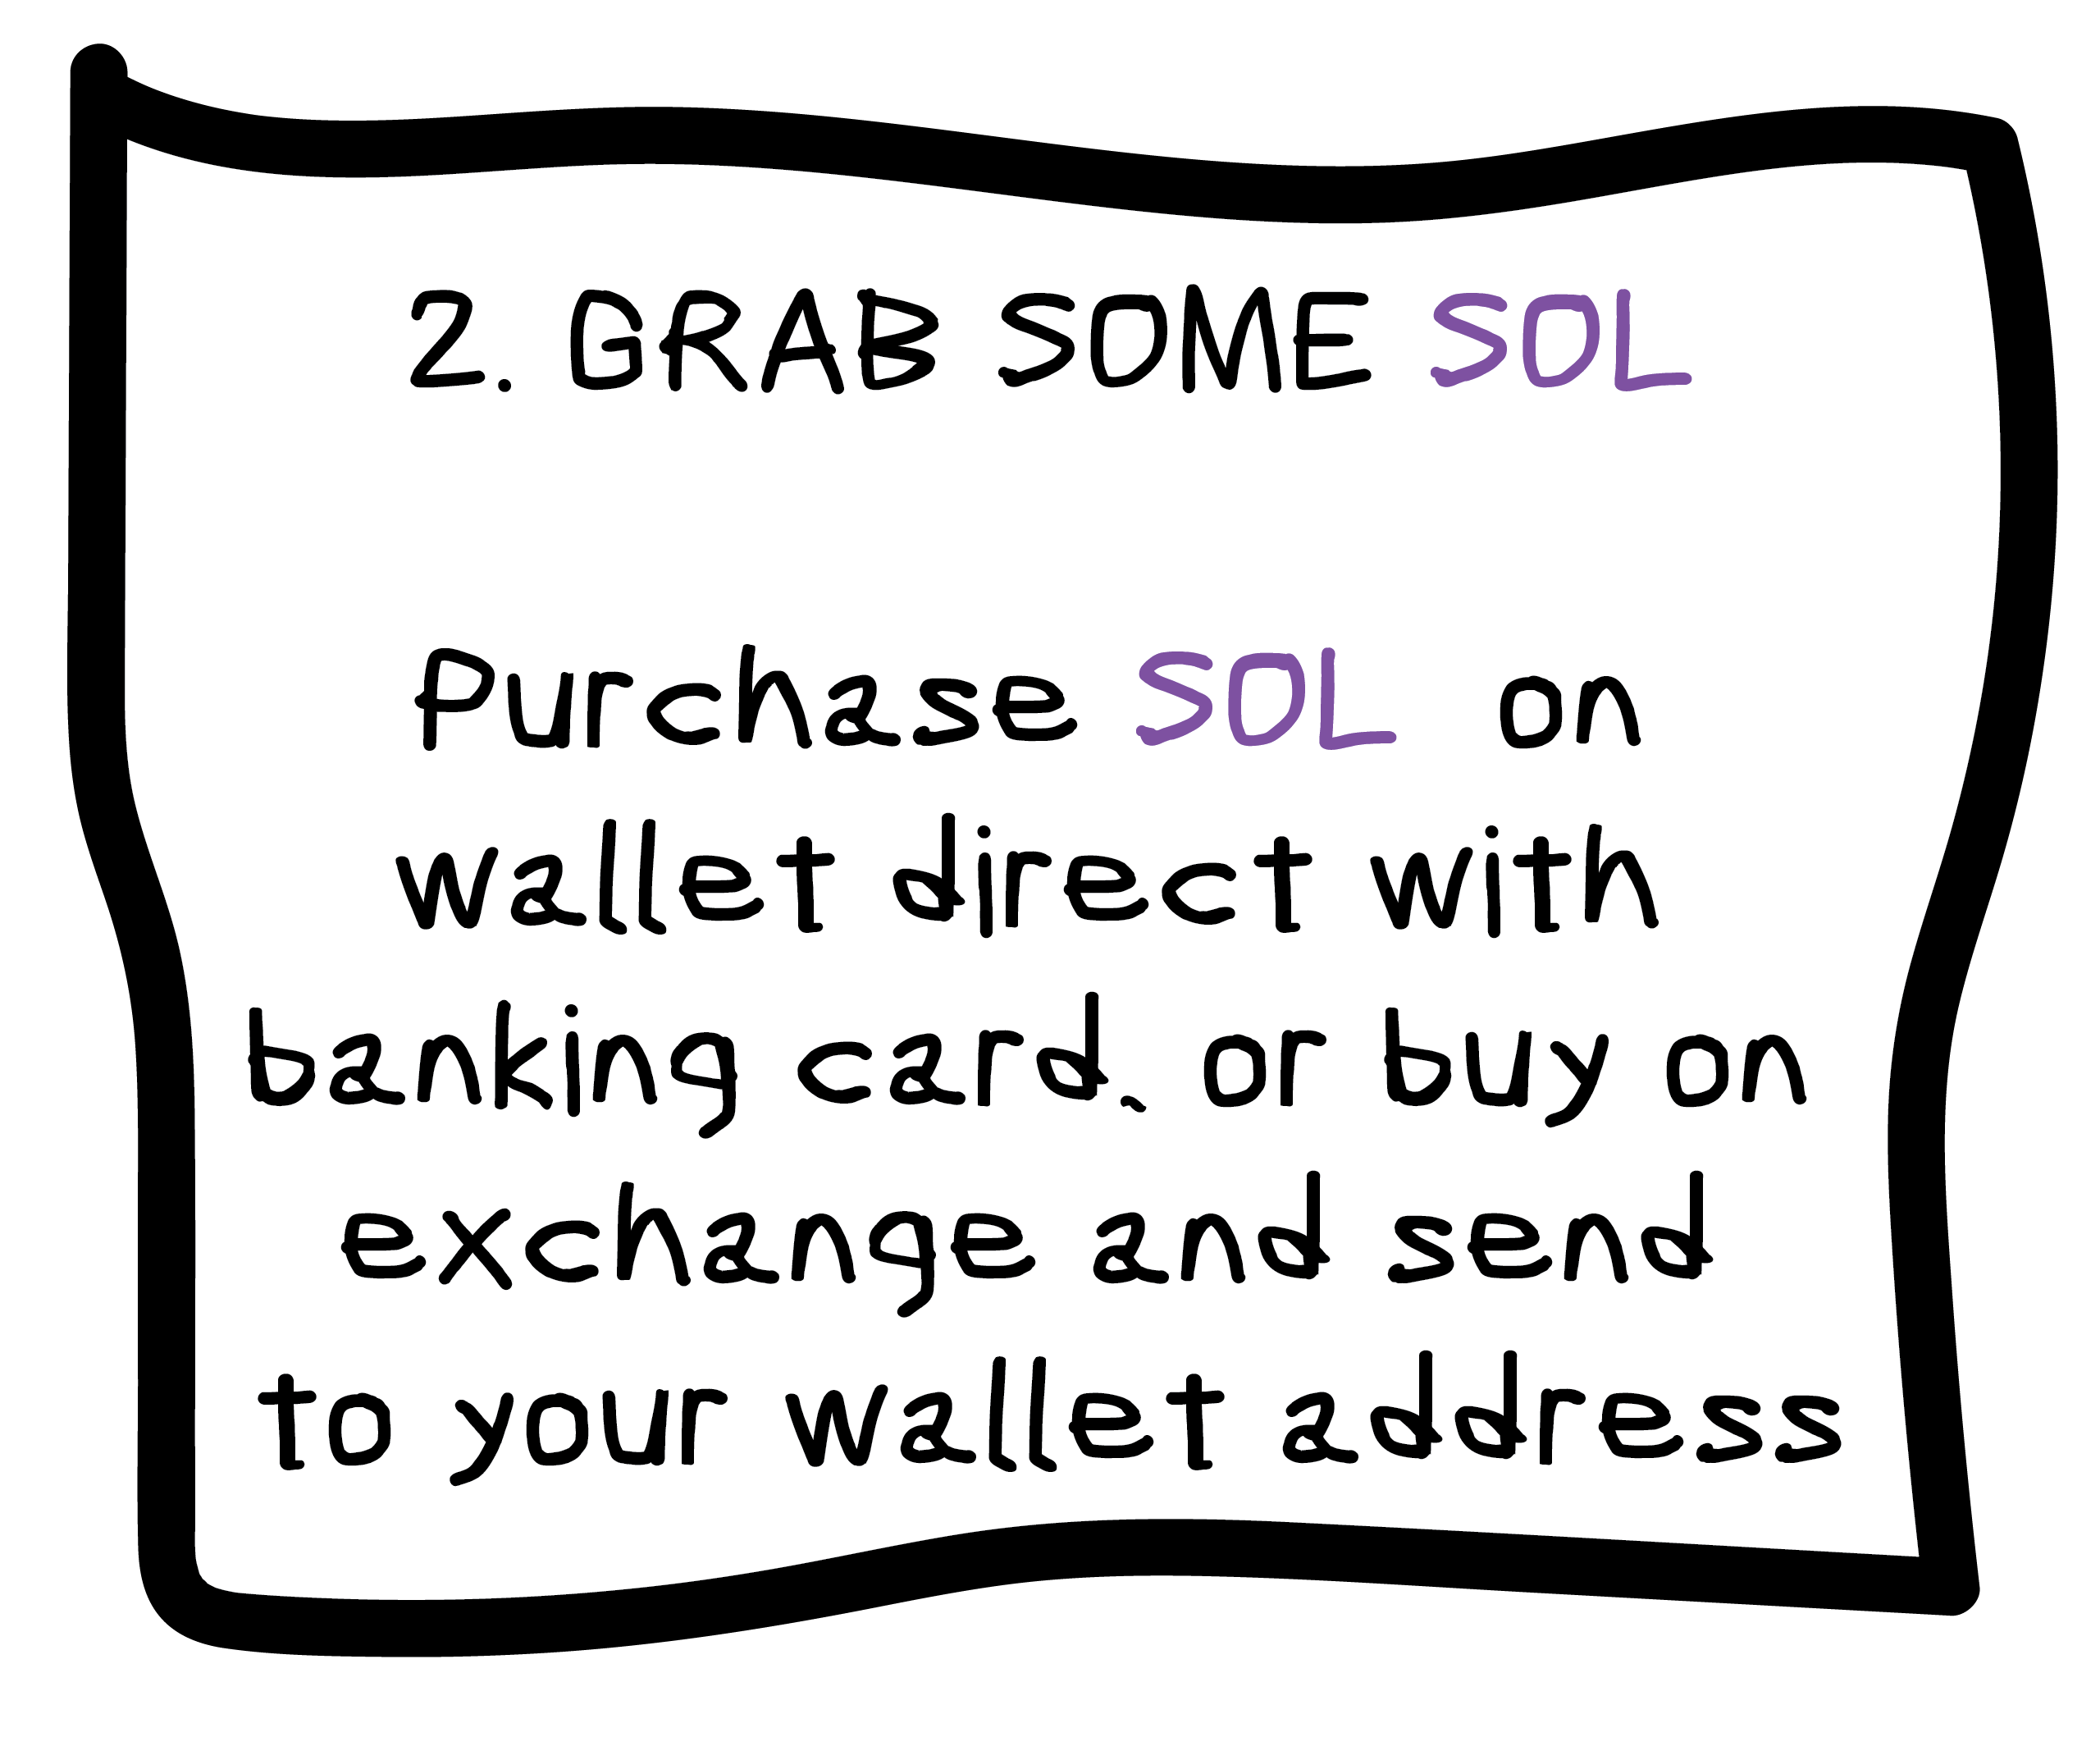 2. GRAB SOME SOL
Purchase SOL on
wallet direct with
banking card, or buy on
exchange and send
to your wallet address